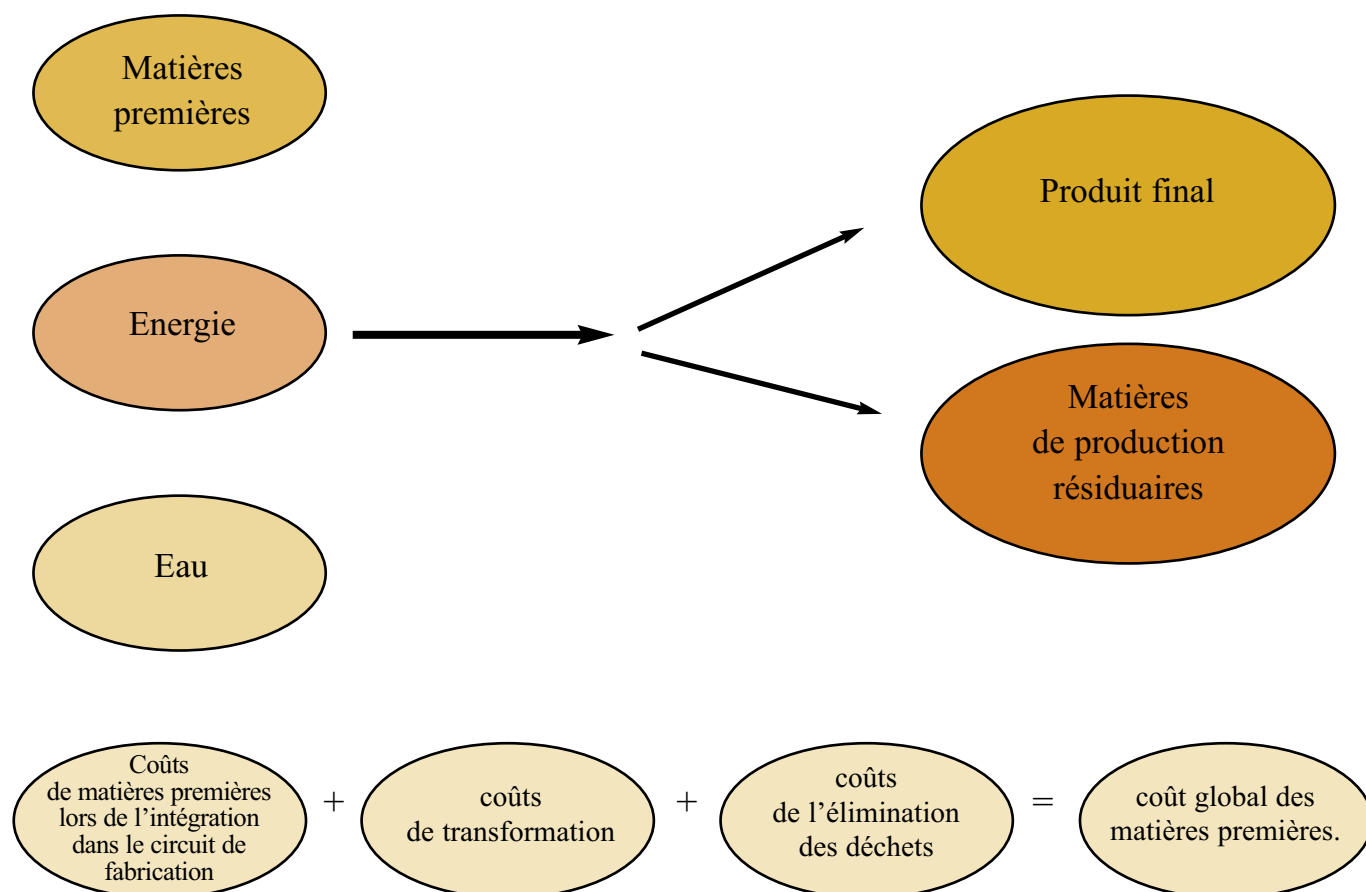 Matières
premières
Energie
Eau
Produit final
Matières
de production
résiduaires
Coûts
de matières premières
lors de l’intégration
dans le circuit de
fabrication
+
coûts
de transformation
+
coûts
de l’élimination
des déchets
=
coût global des
matières premières.